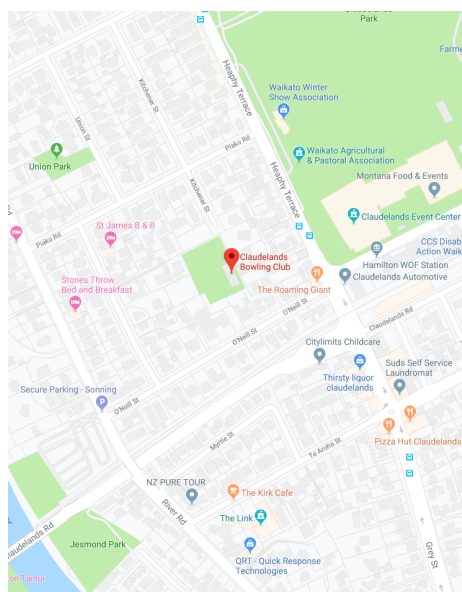 Claudelands
Park
Farme
Heaphy Terrace
Waikato Winter
Show Association
Kitchener St
Union St
Piako Rd
Waikato Agricultural
& Pastoral Association
Union Park
Heaphy Terrace
Montana Food & Events
Kitchener St
Rd
Claudelands Event Center
St James B & B
Piako Rd
CCS Disab
Action Waik
Claudelands
Bowling Club
Hamilton WOF Station
Claudelands Automotive
Stones Throw
Bed and Breakfast
The Roaming Giant
O'Neill St
Claudelands Rd
O'Neill St
Citylimits Childcare
Suds Self Service
Laundromat
Thirsty liquor
claudelands
Secure Parking - Sonning
O'Neill St
Myrtle St
Te Aroha St
Pizza Hut Claudelands
NZ PURE TOUR
The Kirk Cafe
River Rd
The Link
Claudelands Rd
Jesmond Park
Grey St
QRT - Quick Response
Technologies
on Tainui